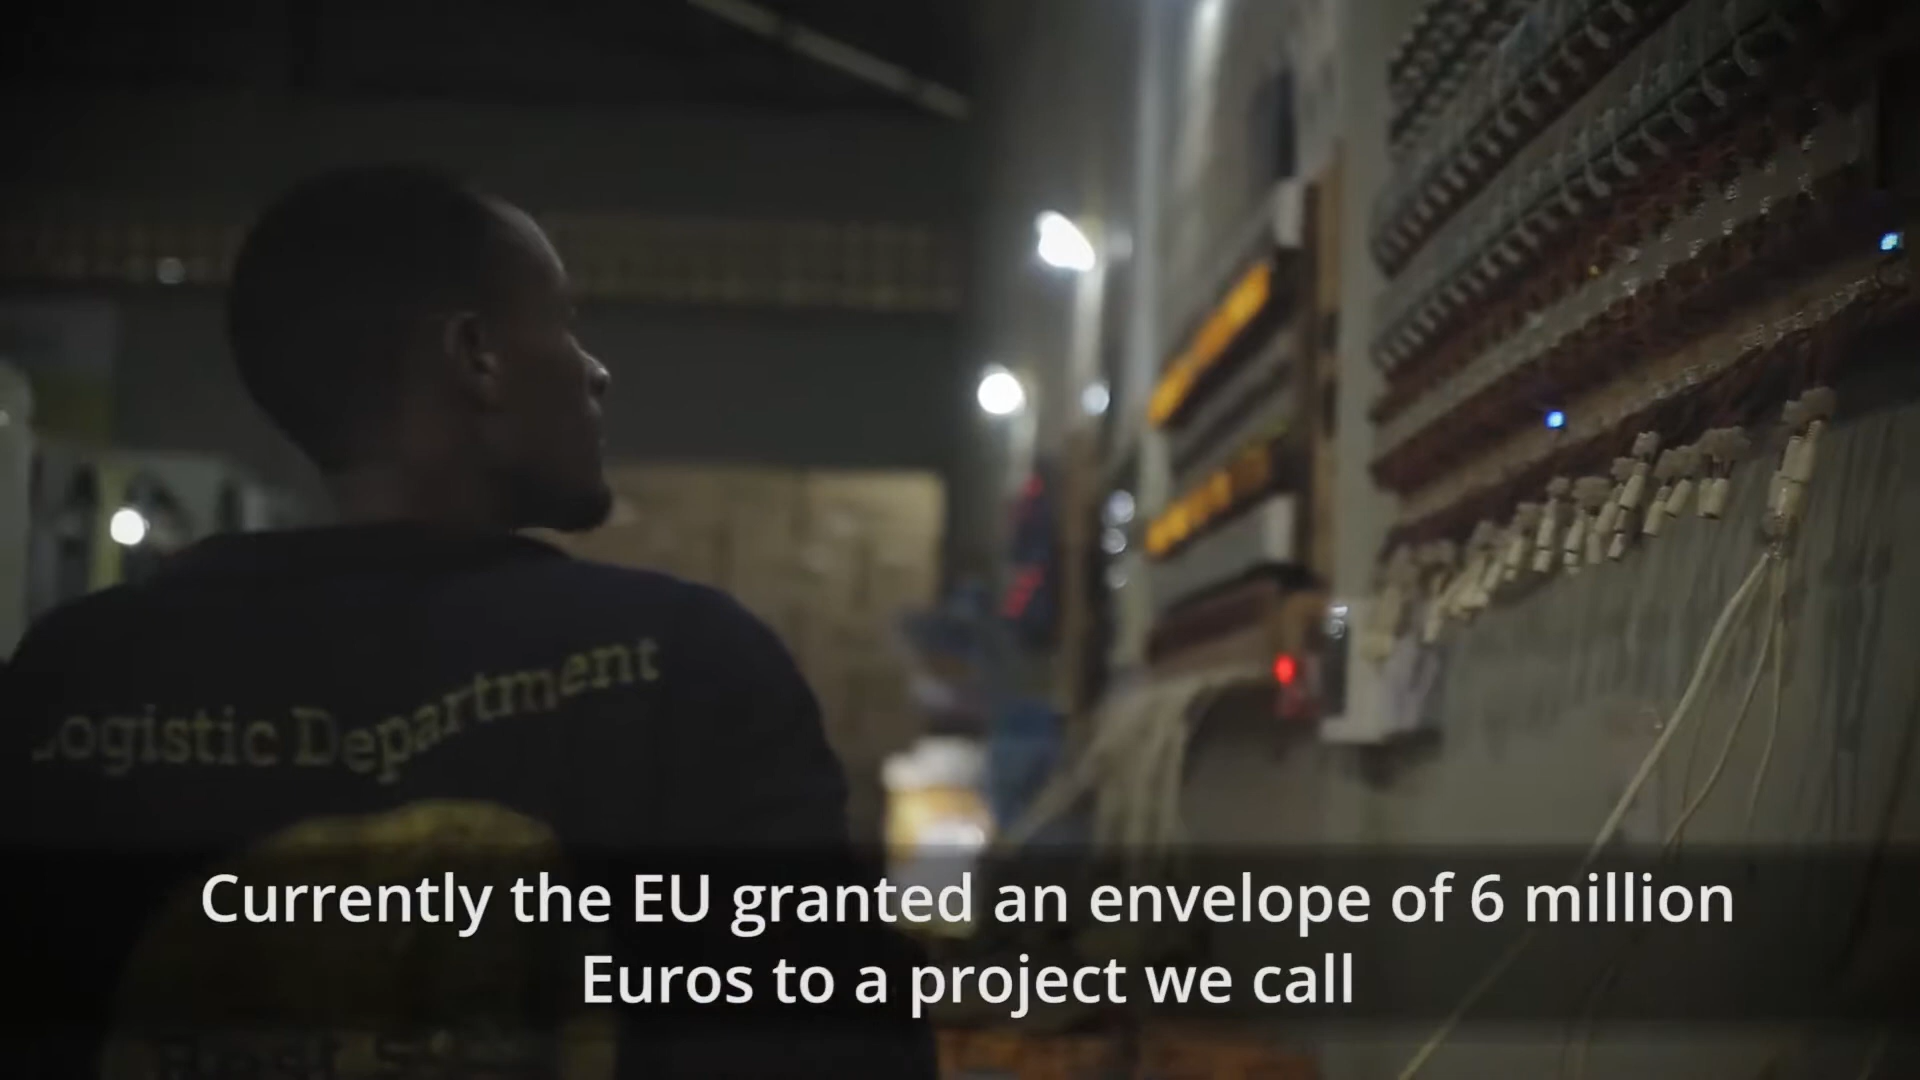 Logistic Department
Currently the EU granted an envelope of 6 million
Euros to a project we call